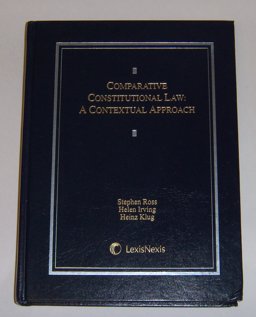 COMPARATIVE
CONSTITUTIONAL LAW:
A CONTEXTUAL APPROACH
Stephen Ross
Helen Irving
Heinz Klug
LexisNexis